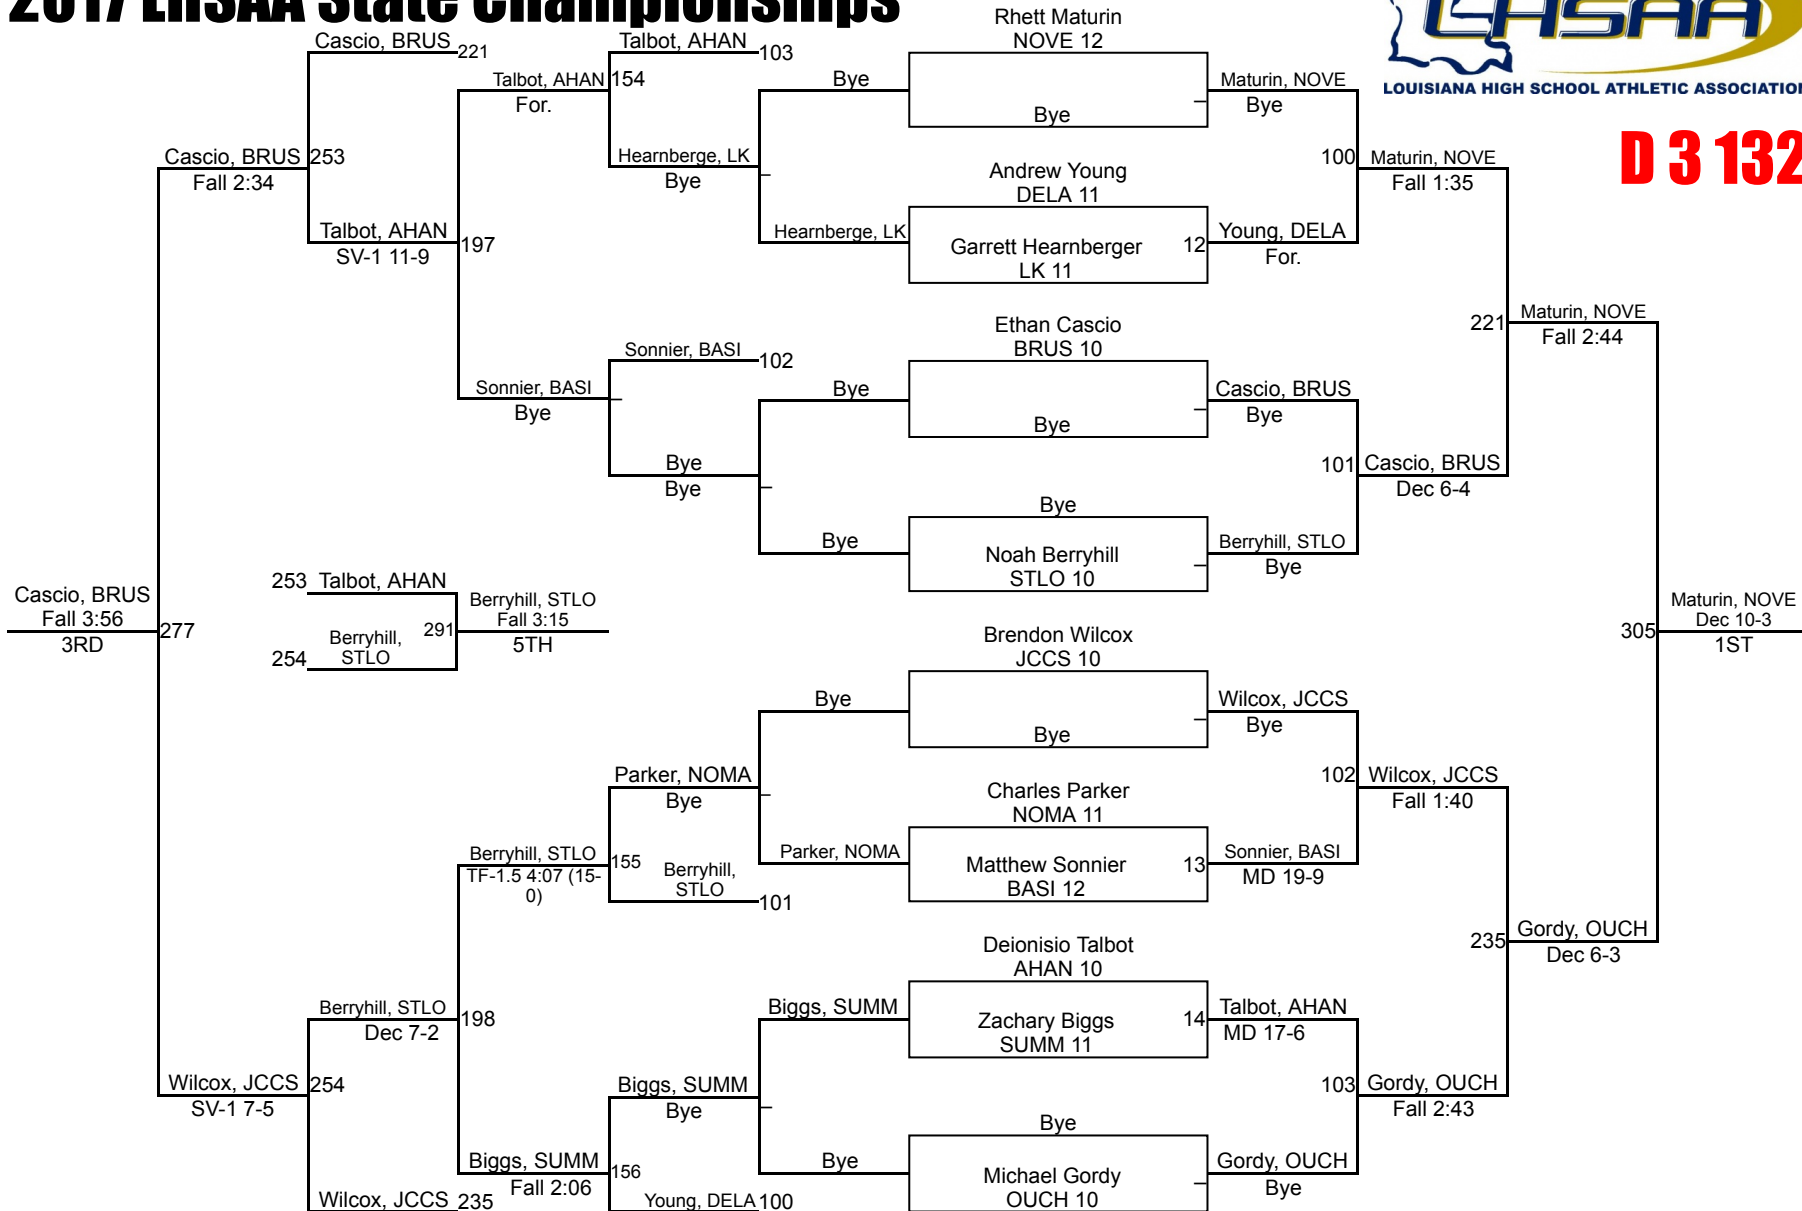 2017 LHSAA State Championships
LHSAA
LOUISIANA HIGH SCHOOL ATHLETIC ASSOCIATION
D 3 132
Cascio, BRUS
221
Talbot, AHAN
103
Rhett Maturin
NOVE 12
Talbot, AHAN
154
For.
Bye
Bye
Maturin, NOVE
Bye
Cascio, BRUS
253
Fall 2:34
Hearnberge, LK
Bye
Andrew Young
DELA 11
100
Maturin, NOVE
Fall 1:35
Talbot, AHAN
SV-1 11-9
197
Hearnberge, LK
Garrett Hearnberger
LK 11
12
Young, DELA
For.
Ethan Cascio
BRUS 10
221
Maturin, NOVE
Fall 2:44
Sonnier, BASI
102
Sonnier, BASI
Bye
Bye
Bye
Cascio, BRUS
Bye
Bye
Bye
101
Cascio, BRUS
Dec 6-4
Bye
Bye
Noah Berryhill
STLO 10
Berryhill, STLO
Bye
Cascio, BRUS
Fall 3:56
3RD
277
253
Talbot, AHAN
254
Berryhill,
STLO
291
Berryhill, STLO
Fall 3:15
5TH
305
Maturin, NOVE
Dec 10-3
1ST
Brendon Wilcox
JCCS 10
Bye
Bye
Wilcox, JCCS
Bye
Parker, NOMA
Bye
Charles Parker
NOMA 11
102
Wilcox, JCCS
Fall 1:40
Berryhill, STLO
TF-1.5 4:07 (15-
0)
155
Berryhill,
STLO
101
Parker, NOMA
Matthew Sonnier
BASI 12
13
Sonnier, BASI
MD 19-9
235
Gordy, OUCH
Dec 6-3
Deionisio Talbot
AHAN 10
Berryhill, STLO
Dec 7-2
198
Biggs, SUMM
Zachary Biggs
SUMM 11
14
Talbot, AHAN
MD 17-6
Wilcox, JCCS
SV-1 7-5
254
Biggs, SUMM
Bye
Bye
103
Gordy, OUCH
Fall 2:43
Biggs, SUMM
Fall 2:06
156
Bye
Michael Gordy
OUCH 10
Gordy, OUCH
Bye
Wilcox, JCCS
235
Young, DELA
100